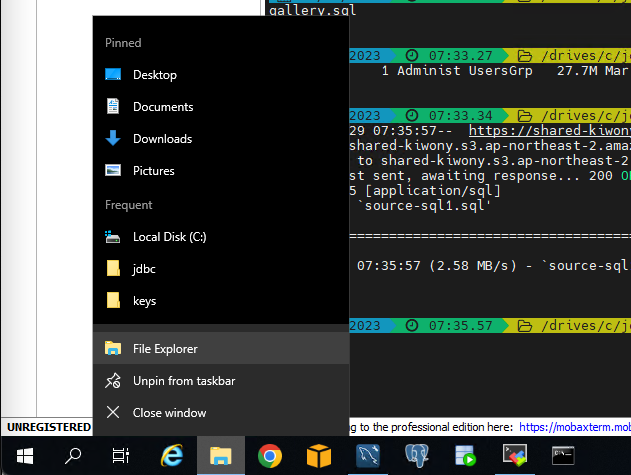 gallery.sql
Pinned
Desktop
Documents
Downloads
Pictures
Frequent
Local Disk (C:)
jdbc
keys
File Explorer
Unpin from taskbar
Close window
2023 07:33.27 /drives/c/j
1 Administ UsersGrp 27.7M Mar
2023 07:33.34 /drives/c/j
29 07:35:57-- https://shared-kiwony
shared-kiwony.s3.ap-northeast-2.ama
to shared-kiwony.s3.ap-northeast-2
st sent, awaiting response... 200 O
5 [application/sql]
`source-sql1.sql'
07:35:57 (2.58 MB/s) - `source-sql
2023 07:35.57 /drives/c/j
UNREGISTERED
ng to the professional edition here: https://mobaxterm.mob